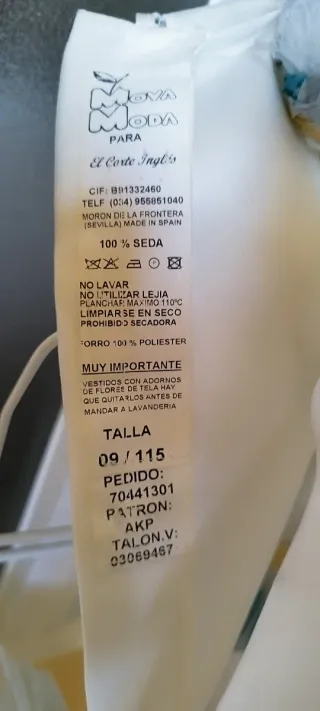 MOYA
MODA
PARA
El Corte Inglés
CIF: B91332460
TELF (034) 955851040
MORON DE LA FRONTERA
(SEVILLA) MADE IN SPAIN
100 % SEDA
NO LAVAR
NO UTILIZAR LEJIA
PLANCHAR MAXIMO 110ºC
LIMPIARSE EN SECO
PROHIBIDO SECADORA
FORRO 100 % POLIESTER
MUY IMPORTANTE
VESTIDOS CON ADORNOS
DE FLORES DE TELA HAY
QUE QUITARLOS ANTES DE
MANDAR A LAVANDERIA
TALLA
09 / 115
PEDIDO:
70441301
PATRON:
AKP
TALON.V:
03069467